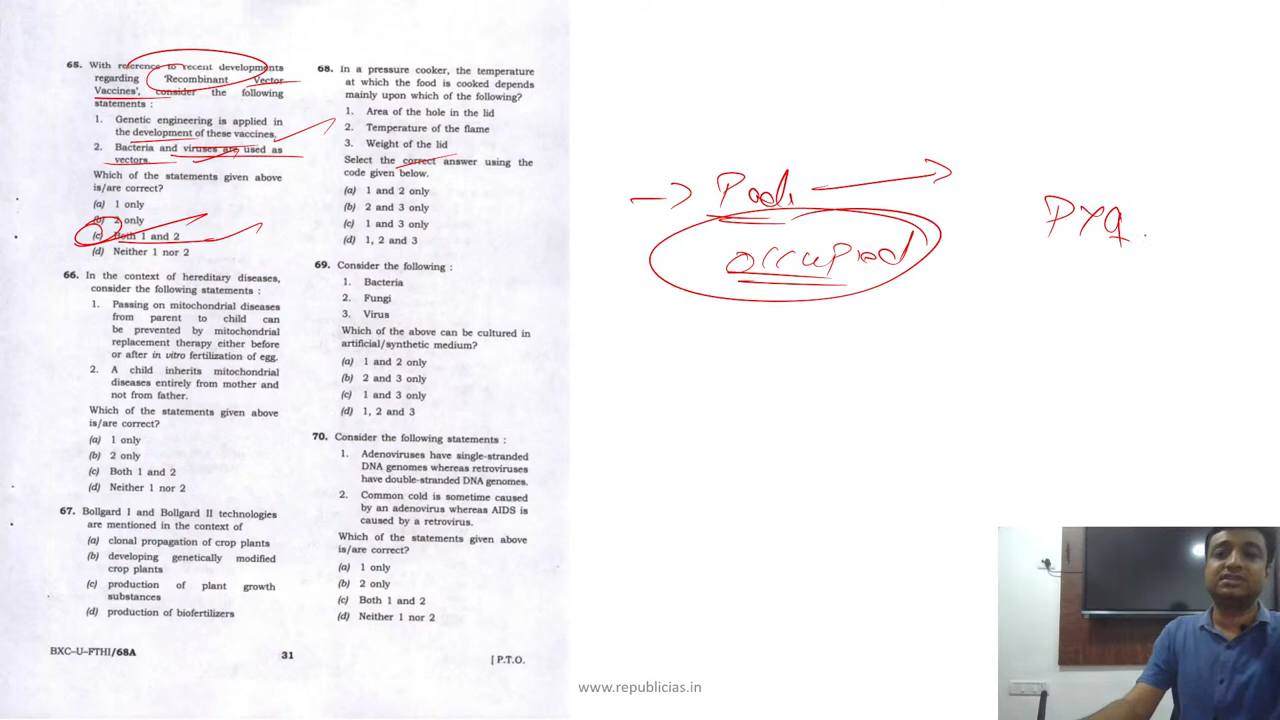 65. With reference to recent developments
regarding 'Recombinant Vector
Vaccines', consider the following
statements :
1. Genetic engineering is applied in
the development of these vaccines.
2. Bacteria and viruses are used as
vectors.
Which of the statements given above
is/are correct?
(a) 1 only
(b) 2 only
(c) Both 1 and 2
(d) Neither 1 nor 2
66. In the context of hereditary diseases,
consider the following statements :
1. Passing on mitochondrial diseases
from parent to child can
be prevented by mitochondrial
replacement therapy either before
or after in vitro fertilization of egg.
2. A child inherits mitochondrial
diseases entirely from mother and
not from father.
Which of the statements given above
is/are correct?
(a) 1 only
(b) 2 only
(c) Both 1 and 2
(d) Neither 1 nor 2
67. Bollgard I and Bollgard II technologies
are mentioned in the context of
(a) clonal propagation of crop plants
(b) developing genetically modified
crop plants
(c) production of plant growth
substances
(d) production of biofertilizers
BXC-U-FTHI/68A
31
68. In a pressure cooker, the temperature
at which the food is cooked depends
mainly upon which of the following?
1. Area of the hole in the lid
2. Temperature of the flame
3. Weight of the lid
Select the correct answer using the
code given below.
(a) 1 and 2 only
(b) 2 and 3 only
(c) 1 and 3 only
(d) 1, 2 and 3
69. Consider the following :
1. Bacteria
2. Fungi
3. Virus
Which of the above can be cultured in
artificial/synthetic medium?
(a) 1 and 2 only
(b) 2 and 3 only
(c) 1 and 3 only
(d) 1, 2 and 3
70. Consider the following statements :
1. Adenoviruses have single-stranded
DNA genomes whereas retroviruses
have double-stranded DNA genomes.
2. Common cold is sometime caused
by an adenovirus whereas AIDS is
caused by a retrovirus.
Which of the statements given above
is/are correct?
(a) 1 only
(b) 2 only
(c) Both 1 and 2
(d) Neither 1 nor 2
[ P.T.O.
PYQ
www.republicias.in